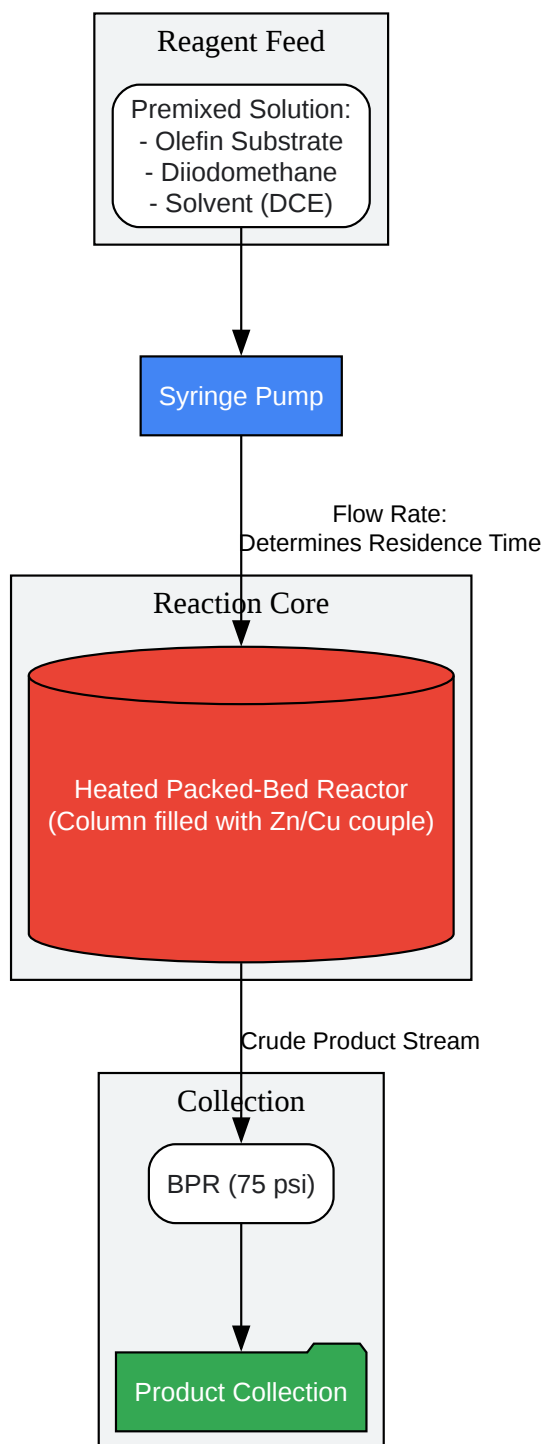 Reagent Feed
Premixed Solution:
- Olefin Substrate
- Diiodomethane
- Solvent (DCE)
Syringe Pump
Flow Rate:
Determines Residence Time
Reaction Core
Heated Packed-Bed Reactor
(Column filled with Zn/Cu couple)
Crude Product Stream
Collection
BPR (75 psi)
Product Collection